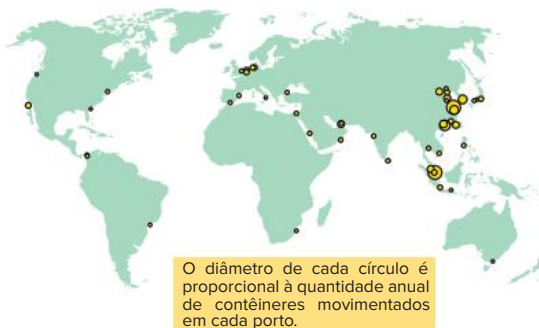 O diâmetro de cada círculo é
proporcional à quantidade anual
de contêineres movimentados
em cada porto.